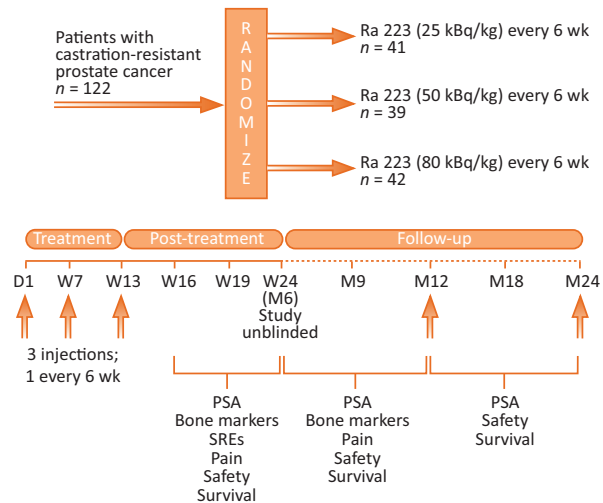 Patients with
castration-resistant
prostate cancer
n = 122
RANDOMIZE
Ra 223 (25 kBq/kg) every 6 wk
n = 41
Ra 223 (50 kBq/kg) every 6 wk
n = 39
Ra 223 (80 kBq/kg) every 6 wk
n = 42
Treatment Post-treatment Follow-up
D1 W7 W13 W16 W19 W24 M9 M12 M18 M24
(M6)
Study
unblinded
3 injections;
1 every 6 wk
PSA
Bone markers
SREs
Pain
Safety
Survival
PSA
Bone markers
Pain
Safety
Survival
PSA
Safety
Survival